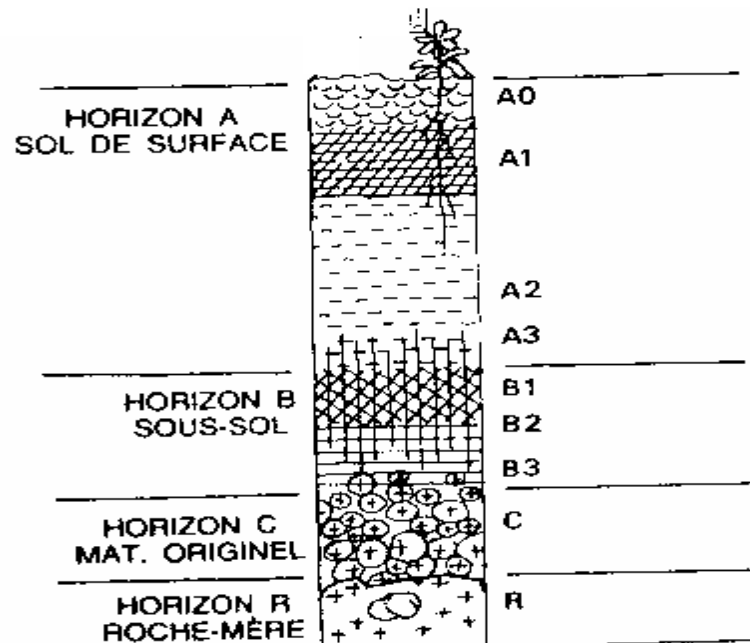 A0
HORIZON A
SOL DE SURFACE
A1
A2
A3
B1
HORIZON B
SOUS-SOL
B2
B3
HORIZON C
MAT. ORIGINEL
C
HORIZON R
ROCHE-MÈRE
R